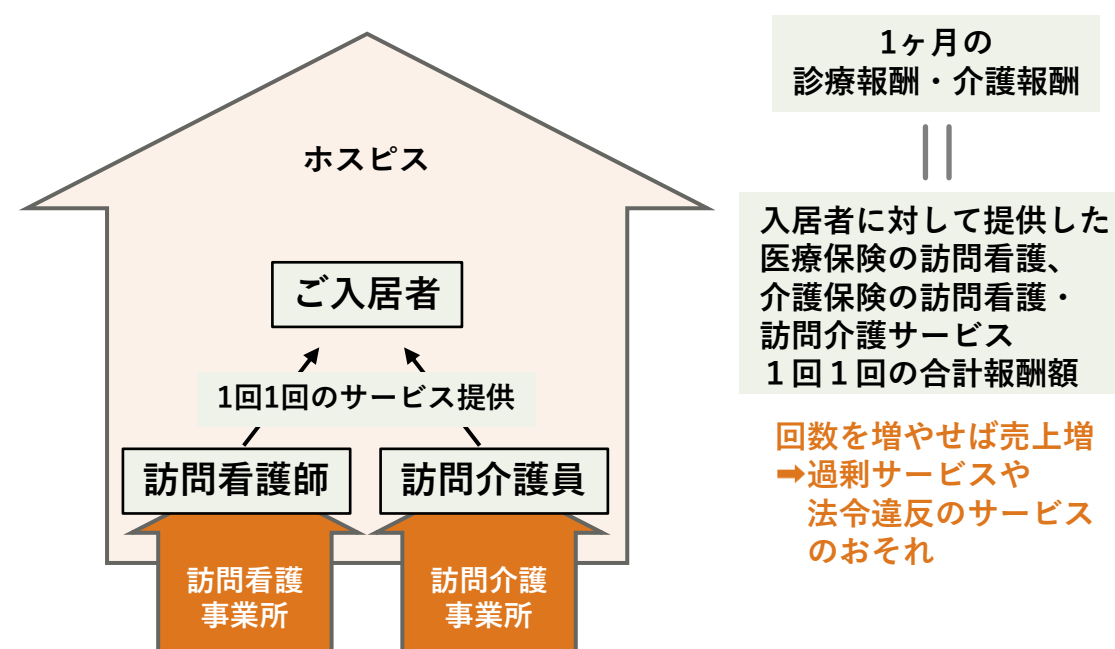 ホスピス
ご入居者
1回1回のサービス提供
訪問看護師
訪問介護員
訪問看護
事業所
訪問介護
事業所
1ヶ月の
診療報酬・介護報酬
入居者に対して提供した
医療保険の訪問看護、
介護保険の訪問看護・
訪問介護サービス
１回１回の合計報酬額
回数を増やせば売上増
➡過剰サービスや
法令違反のサービス
のおそれ